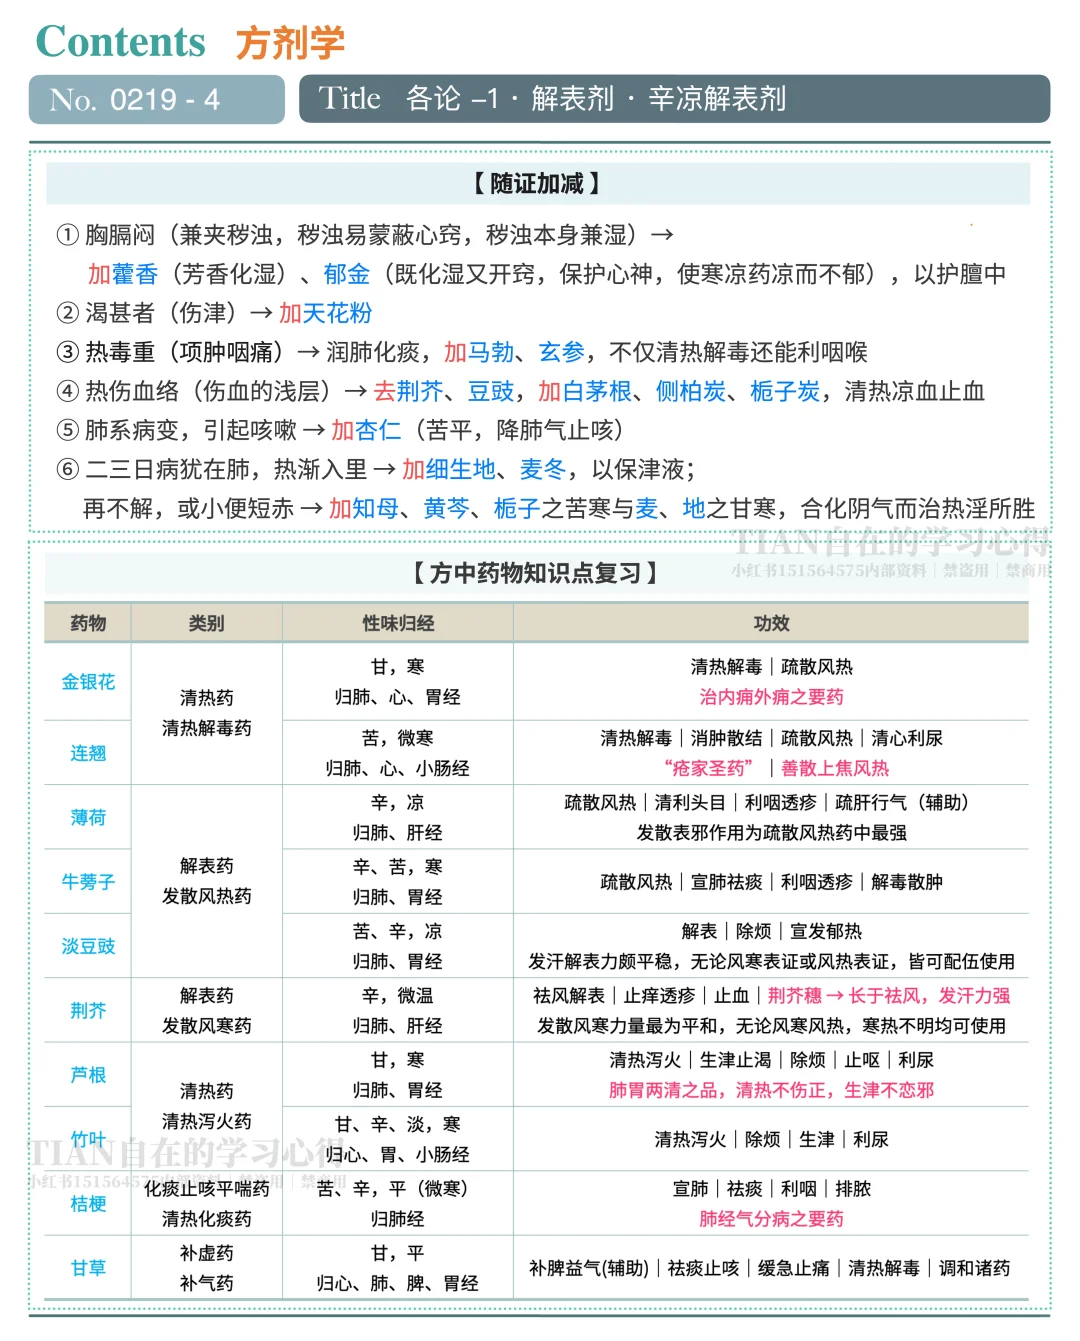 Contents 方剂学
No. 0219 - 4
Title 各论 –1 · 解表剂 · 辛凉解表剂
【 随证加减 】
① 胸膈闷（兼夹秽浊，秽浊易蒙蔽心窍，秽浊本身兼湿）→
加藿香（芳香化湿）、郁金（既化湿又开窍，保护心神，使寒凉药凉而不郁），以护膻中
② 渴甚者（伤津）→ 加天花粉
③ 热毒重（项肿咽痛）→ 润肺化痰，加马勃、玄参，不仅清热解毒还能利咽喉
④ 热伤血络（伤血的浅层）→ 去荆芥、豆豉，加白茅根、侧柏炭、栀子炭，清热凉血止血
⑤ 肺系病变，引起咳嗽 → 加杏仁（苦平，降肺气止咳）
⑥ 二三日病犹在肺，热渐入里 → 加细生地、麦冬，以保津液；
再不解，或小便短赤 → 加知母、黄芩、栀子之苦寒与麦、地之甘寒，合化阴气而治热淫所胜
TIAN自在的学习心得
小红书151564575内部资料｜禁盗用｜禁商用
【 方中药物知识点复习 】
药物 类别 性味归经 功效
金银花
清热药
清热解毒药
甘，寒
归肺、心、胃经
清热解毒｜疏散风热
治内痈外痈之要药
连翘
苦，微寒
归肺、心、小肠经
清热解毒｜消肿散结｜疏散风热｜清心利尿
“疮家圣药”｜善散上焦风热
薄荷
解表药
发散风热药
辛，凉
归肺、肝经
疏散风热｜清利头目｜利咽透疹｜疏肝行气（辅助）
发散表邪作用为疏散风热药中最强
牛蒡子
辛、苦，寒
归肺、胃经
疏散风热｜宣肺祛痰｜利咽透疹｜解毒散肿
淡豆豉
苦、辛，凉
归肺、胃经
解表｜除烦｜宣发郁热
发汗解表力颇平稳，无论风寒表证或风热表证，皆可配伍使用
荆芥
解表药
发散风寒药
辛，微温
归肺、肝经
祛风解表｜止痒透疹｜止血｜荆芥穗 → 长于祛风，发汗力强
发散风寒力量最为平和，无论风寒风热，寒热不明均可使用
芦根
清热药
清热泻火药
甘，寒
归肺、胃经
清热泻火｜生津止渴｜除烦｜止呕｜利尿
肺胃两清之品，清热不伤正，生津不恋邪
竹叶
甘、辛、淡，寒
归心、胃、小肠经
清热泻火｜除烦｜生津｜利尿
TIAN自在的学习心得
小红书151564575内部资料｜禁盗用｜禁商用
桔梗
化痰止咳平喘药
清热化痰药
苦、辛，平（微寒）
归肺经
宣肺｜祛痰｜利咽｜排脓
肺经气分病之要药
甘草
补虚药
补气药
甘，平
归心、肺、脾、胃经
补脾益气(辅助)｜祛痰止咳｜缓急止痛｜清热解毒｜调和诸药